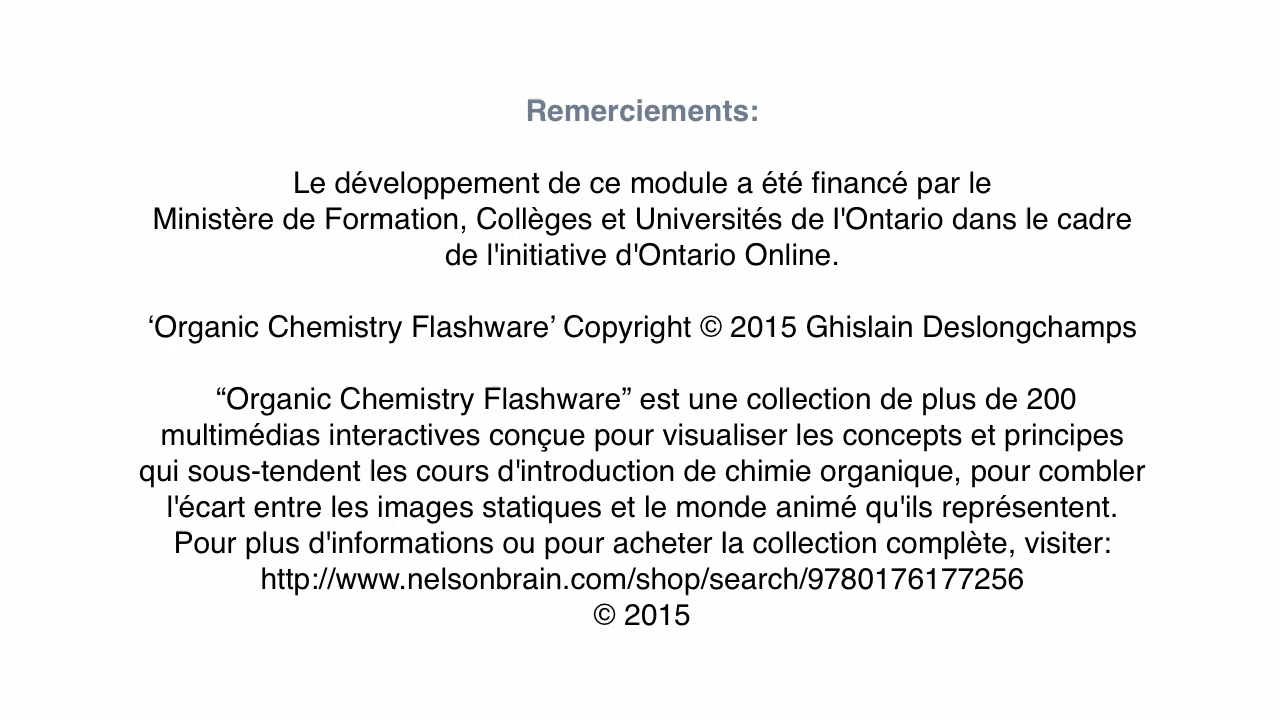 Remerciements:
Le développement de ce module a été financé par le
Ministère de Formation, Collèges et Universités de l'Ontario dans le cadre
de l'initiative d'Ontario Online.
‘Organic Chemistry Flashware’ Copyright © 2015 Ghislain Deslongchamps
“Organic Chemistry Flashware” est une collection de plus de 200
multimédias interactives conçue pour visualiser les concepts et principes
qui sous-tendent les cours d'introduction de chimie organique, pour combler
l'écart entre les images statiques et le monde animé qu'ils représentent.
Pour plus d'informations ou pour acheter la collection complète, visiter:
http://www.nelsonbrain.com/shop/search/9780176177256
© 2015